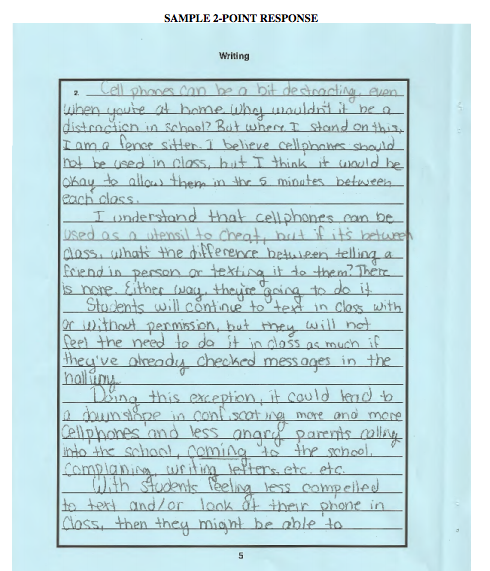 SAMPLE 2-POINT RESPONSE
Writing
2. Cell phones can be a bit destracting, even
when you're at home. Why wouldn't it be a
distraction in school? But where I stand on this,
I am a fence sitter. I believe cellphones should
not be used in class, but I think it would be
okay to allow them in the 5 minutes between
each class.
I understand that cellphones can be
used as a utensil to cheat, but if it's between
class, whats the difference between telling a
friend in person or texting it to them? There
is none. Either way, they're going to do it.
Students will continue to text in class with
or without permission, but they will not
feel the need to do it in class as much if
they've already checked messages in the
hallway.
Doing this exception, it could lend to
a downslope in confiscating more and more
cellphones and less angry parents calling
into the school, coming to the school,
complaining, writing letters, etc. etc.
With students feeling less compelled
to text and/or look at their phone in
class, then they might be able to
5